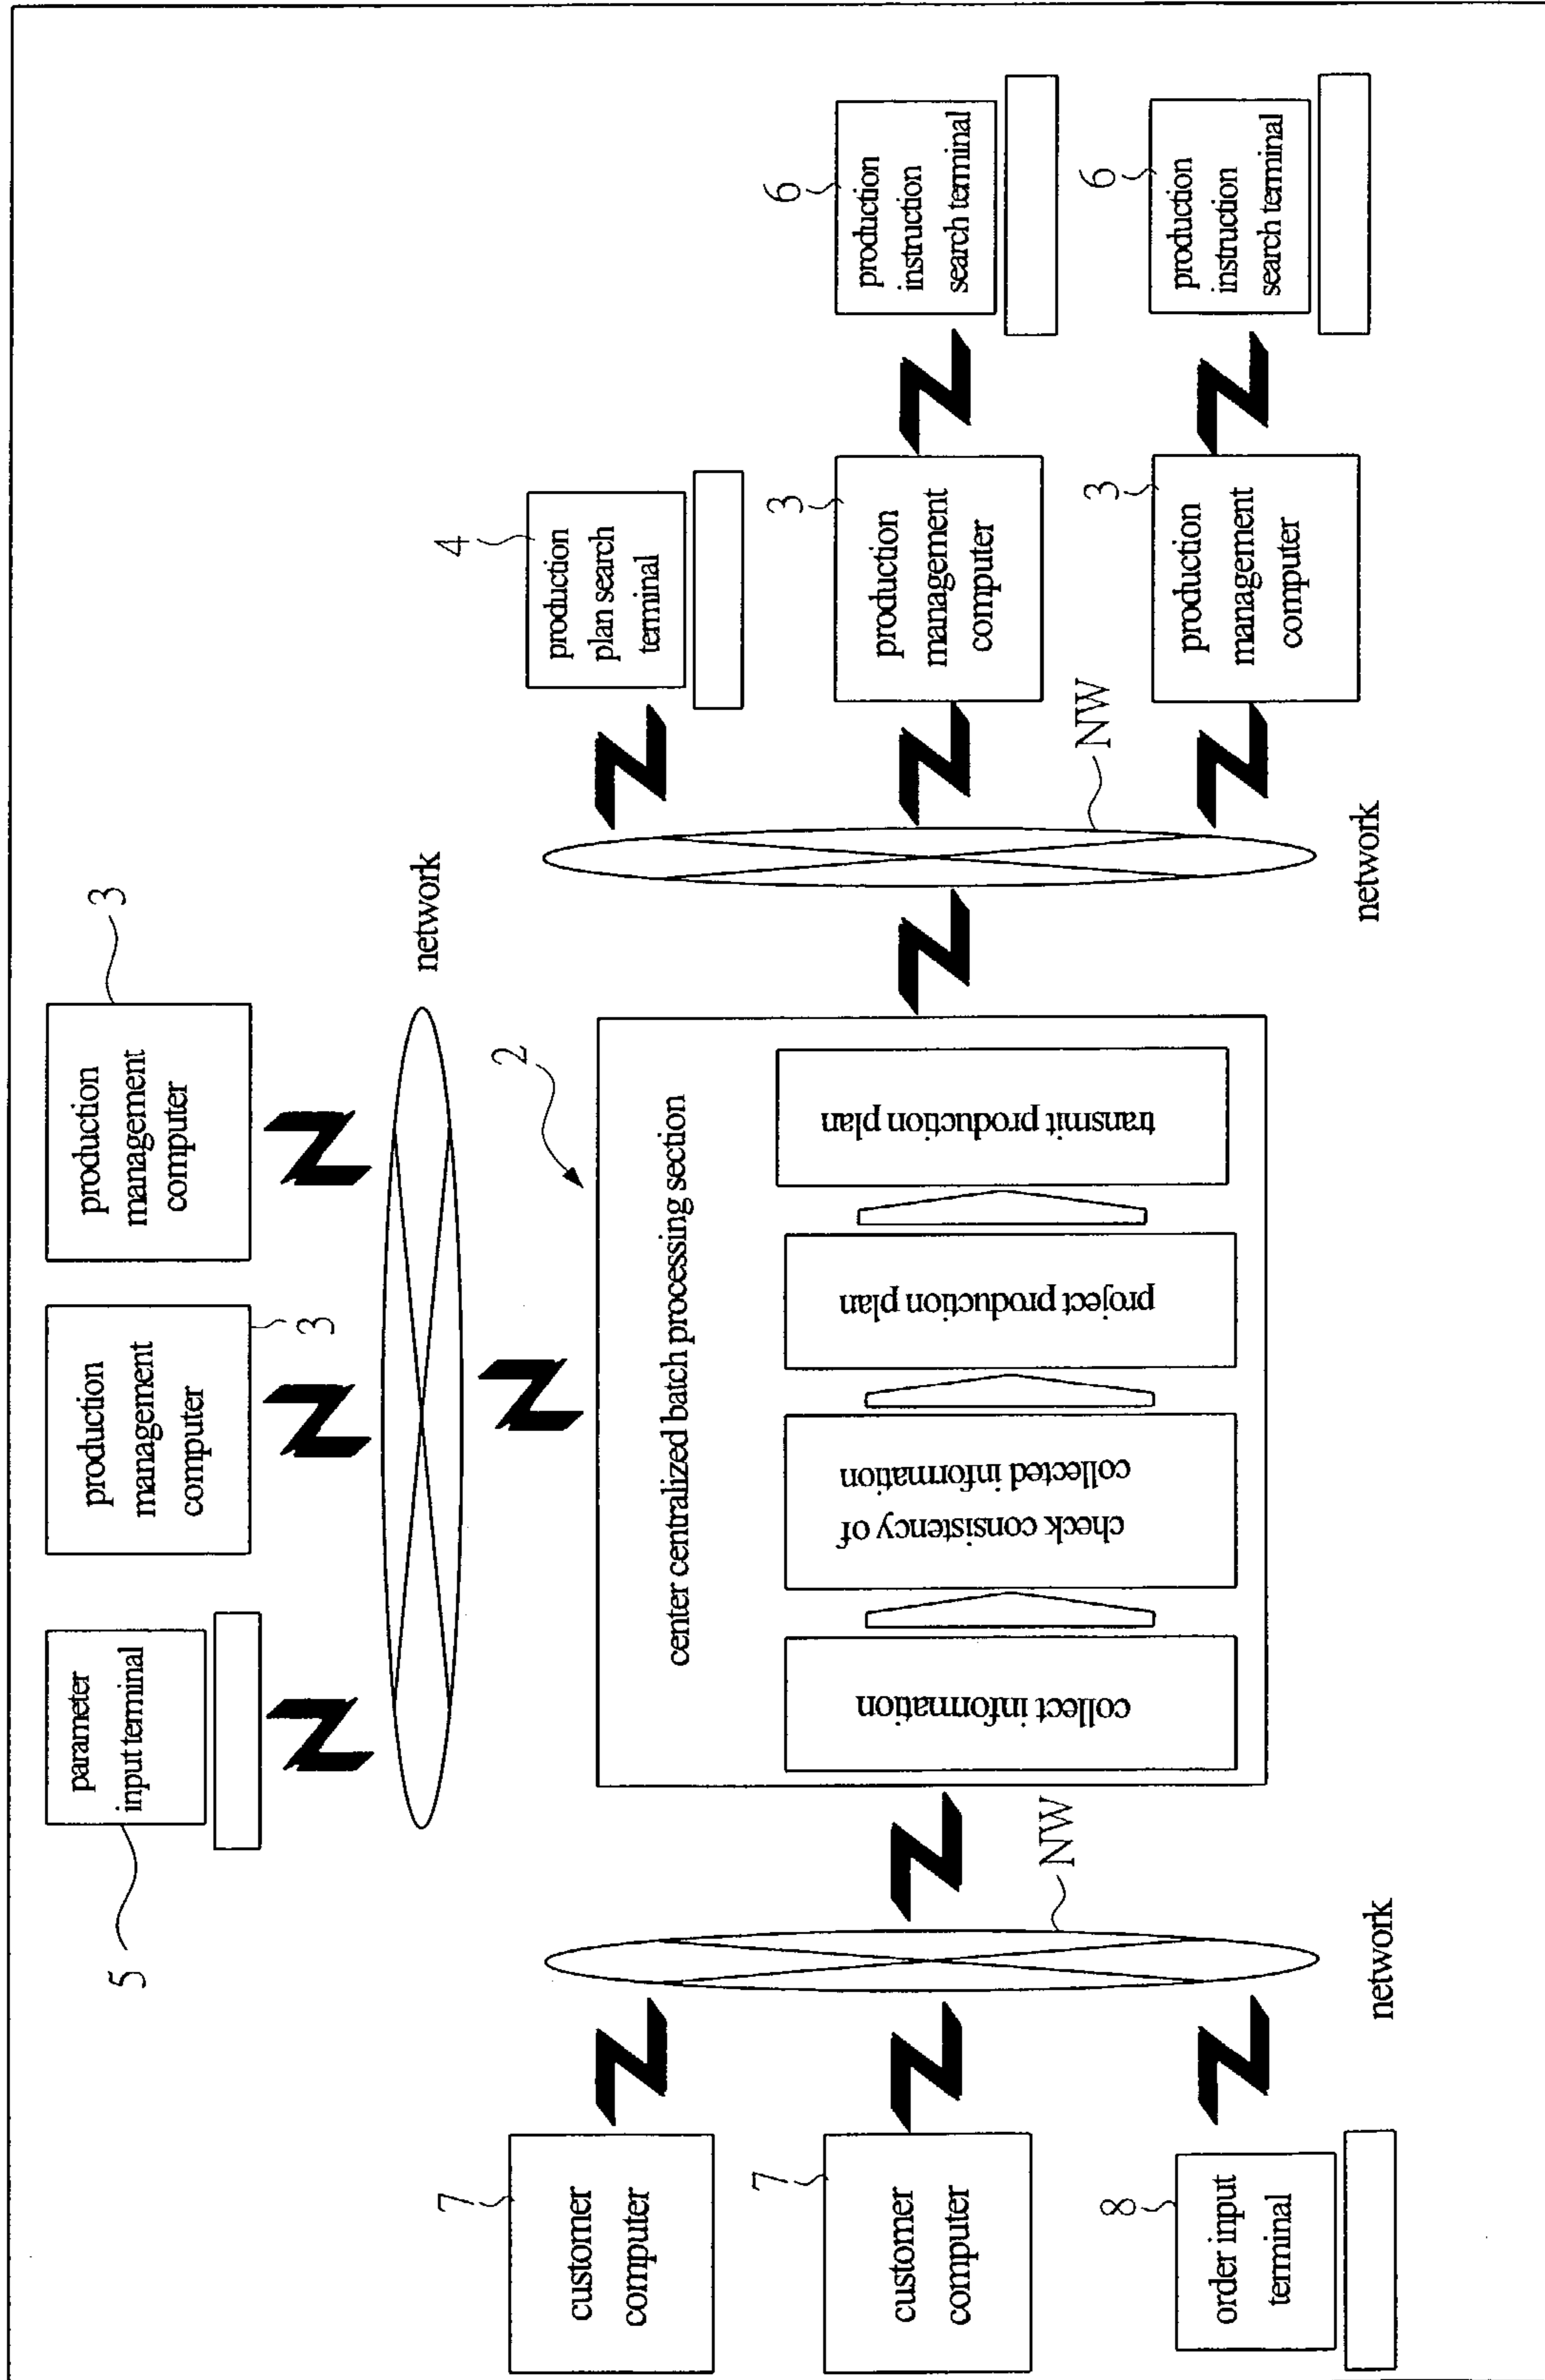 parameter
input terminal
5
production
management
computer
3
production
management
computer
3
network
customer
computer
7
customer
computer
7
order input
terminal
8
NW
network
2
center centralized batch processing section
collect information
check consistency of
collected information
project production plan
transmit production plan
NW
network
production
plan search
terminal
4
production
management
computer
3
production
management
computer
3
production
instruction
search terminal
6
production
instruction
search terminal
6